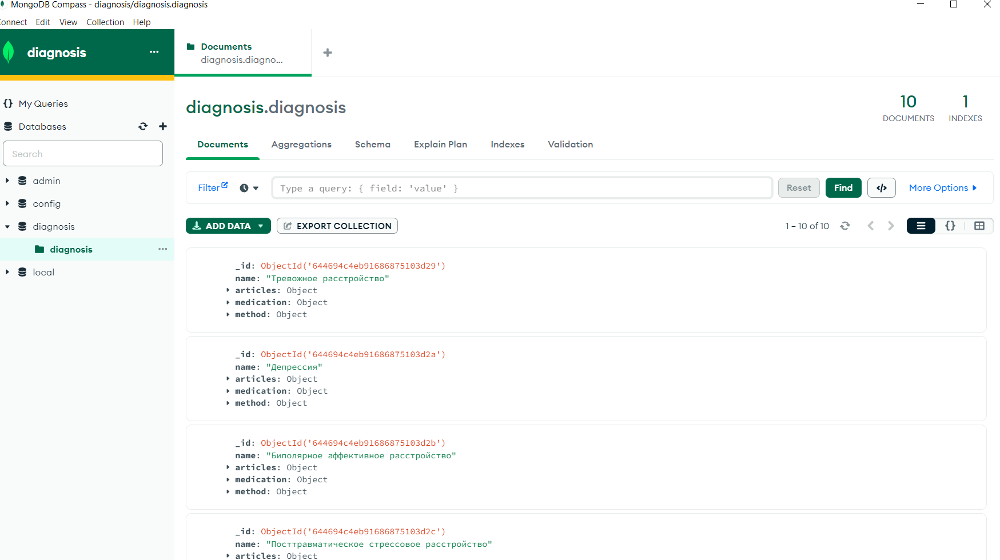 MongoDB Compass - diagnosis/diagnosis.diagnosis
onnect Edit View Collection Help
diagnosis
Documents
diagnosis.diagno...
My Queries
Databases
Search
admin
config
diagnosis
diagnosis
local
diagnosis.diagnosis
10
DOCUMENTS
1
INDEXES
Documents Aggregations Schema Explain Plan Indexes Validation
Filter Type a query: { field: 'value' } Reset Find </> More Options
ADD DATA EXPORT COLLECTION 1 – 10 of 10 {}
_id: ObjectId('644694c4eb91686875103d29')
name: "Тревожное расстройство"
articles: Object
medication: Object
method: Object
_id: ObjectId('644694c4eb91686875103d2a')
name: "Депрессия"
articles: Object
medication: Object
method: Object
_id: ObjectId('644694c4eb91686875103d2b')
name: "Биполярное аффективное расстройство"
articles: Object
medication: Object
method: Object
_id: ObjectId('644694c4eb91686875103d2c')
name: "Посттравматическое стрессовое расстройство"
articles: Object